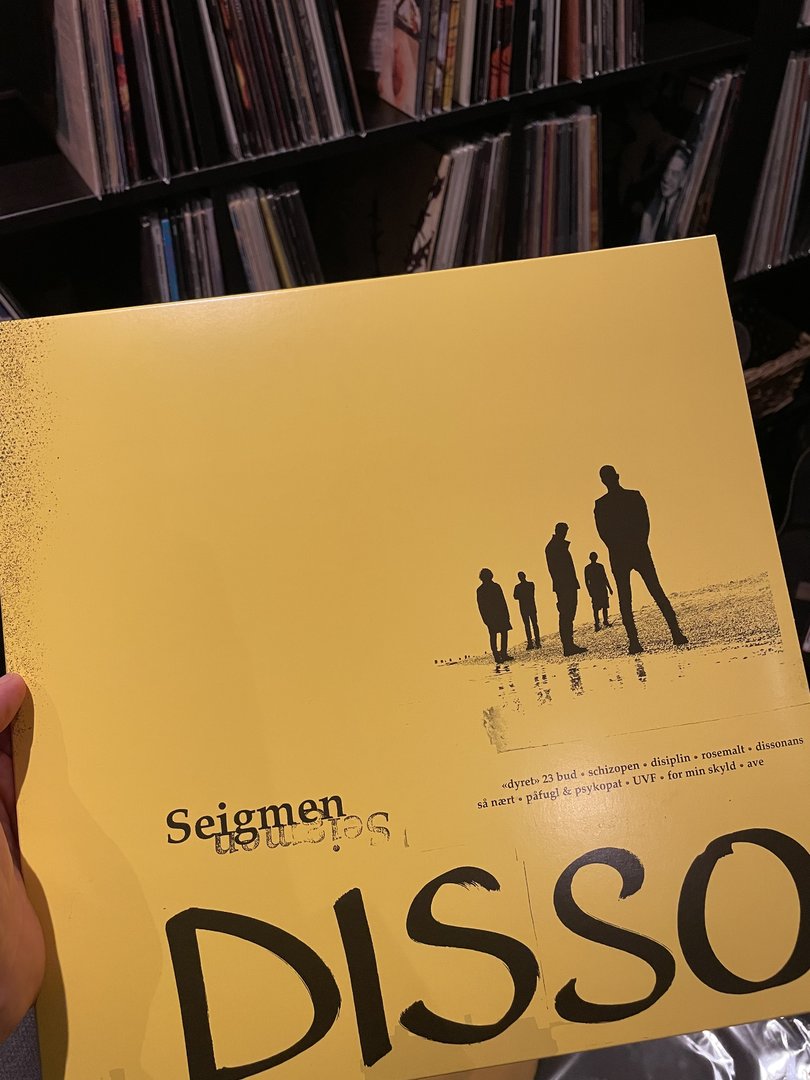 «dyret» 23 bud • schizopen • disiplin • rosemalt • dissonans
så nært • påfugl & psykopat • UVF • for min skyld • ave
Seigmen
Seigmen
DISSO